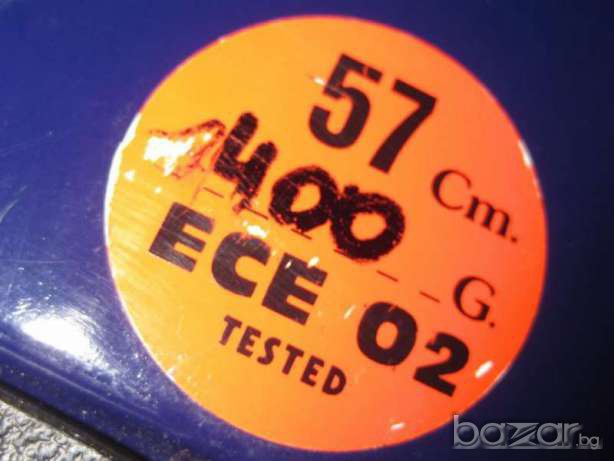 57 Cm.
1400 G.
ECE 02
TESTED
bazar.bg